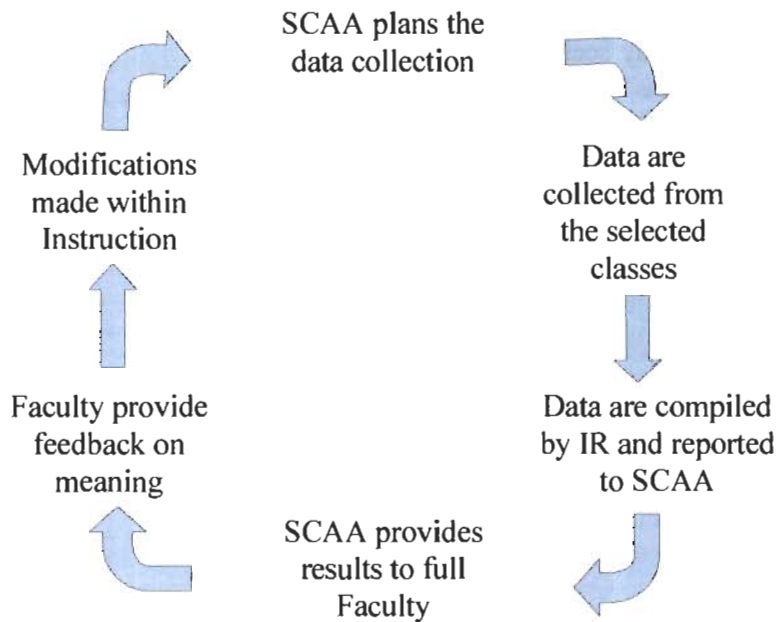 SCAA plans the
data collection
Data are
collected from
the selected
classes
Data are compiled
by IR and reported
to SCAA
SCAA provides
results to full
Faculty
Faculty provide
feedback on
meaning
Modifications
made within
Instruction